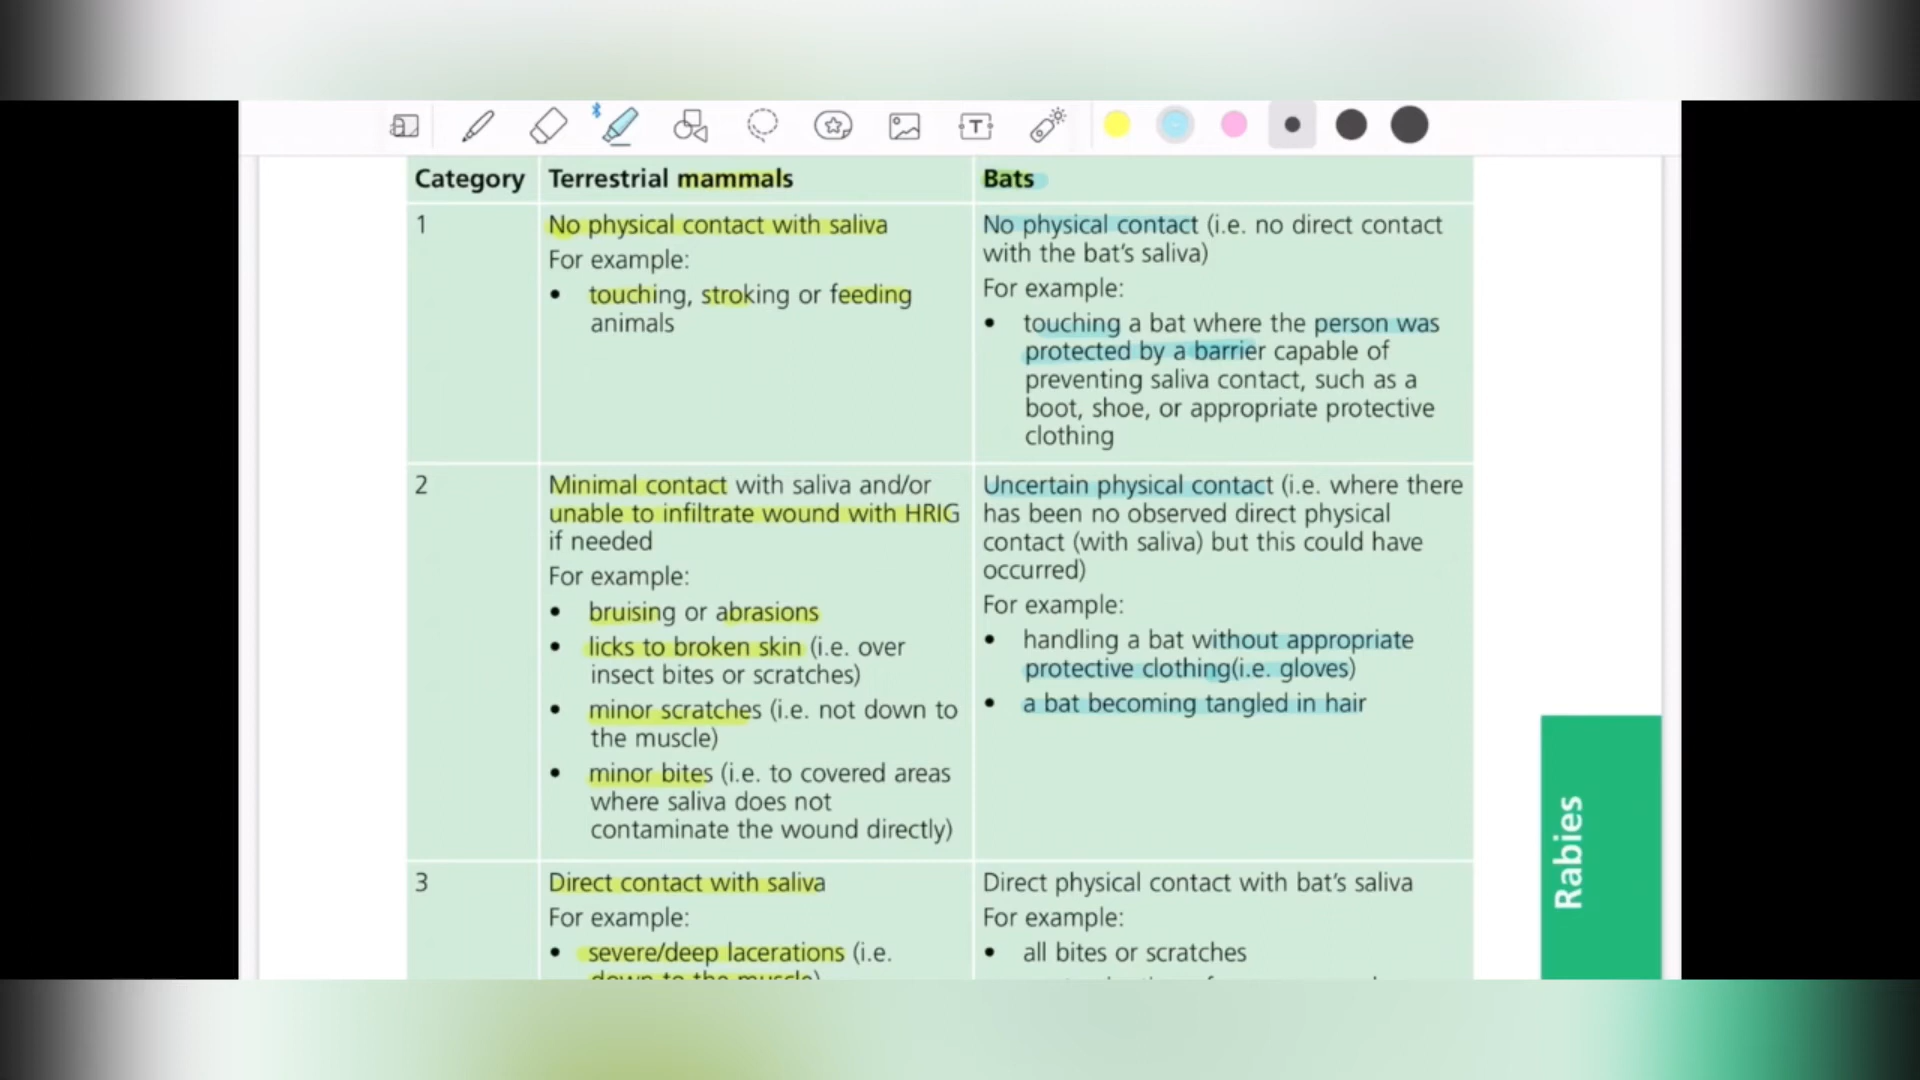 Category
Terrestrial mammals
Bats
1
No physical contact with saliva
For example:
• touching, stroking or feeding
animals
No physical contact (i.e. no direct contact
with the bat's saliva)
For example:
• touching a bat where the person was
protected by a barrier capable of
preventing saliva contact, such as a
boot, shoe, or appropriate protective
clothing
2
Minimal contact with saliva and/or
unable to infiltrate wound with HRIG
if needed
For example:
• bruising or abrasions
• licks to broken skin (i.e. over
insect bites or scratches)
• minor scratches (i.e. not down to
the muscle)
• minor bites (i.e. to covered areas
where saliva does not
contaminate the wound directly)
Uncertain physical contact (i.e. where there
has been no observed direct physical
contact (with saliva) but this could have
occurred)
For example:
• handling a bat without appropriate
protective clothing(i.e. gloves)
• a bat becoming tangled in hair
3
Direct contact with saliva
For example:
• severe/deep lacerations (i.e.
down to the muscle)
Direct physical contact with bat's saliva
For example:
• all bites or scratches
Rabies